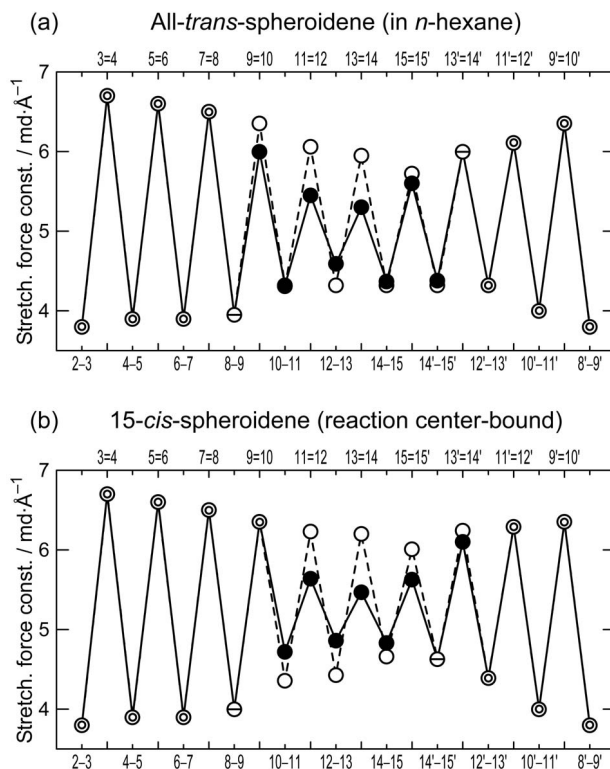 (a) All-trans-spheroidene (in n-hexane)
3=4 5=6 7=8 9=10 11=12 13=14 15=15' 13'=14' 11'=12' 9'=10'
7
6
5
4
Stretch. force const. / md·Å⁻¹
2–3 4–5 6–7 8–9 10–11 12–13 14–15 14'–15' 12'–13' 10'–11' 8'–9'
(b) 15-cis-spheroidene (reaction center-bound)
3=4 5=6 7=8 9=10 11=12 13=14 15=15' 13'=14' 11'=12' 9'=10'
7
6
5
4
Stretch. force const. / md·Å⁻¹
2–3 4–5 6–7 8–9 10–11 12–13 14–15 14'–15' 12'–13' 10'–11' 8'–9'